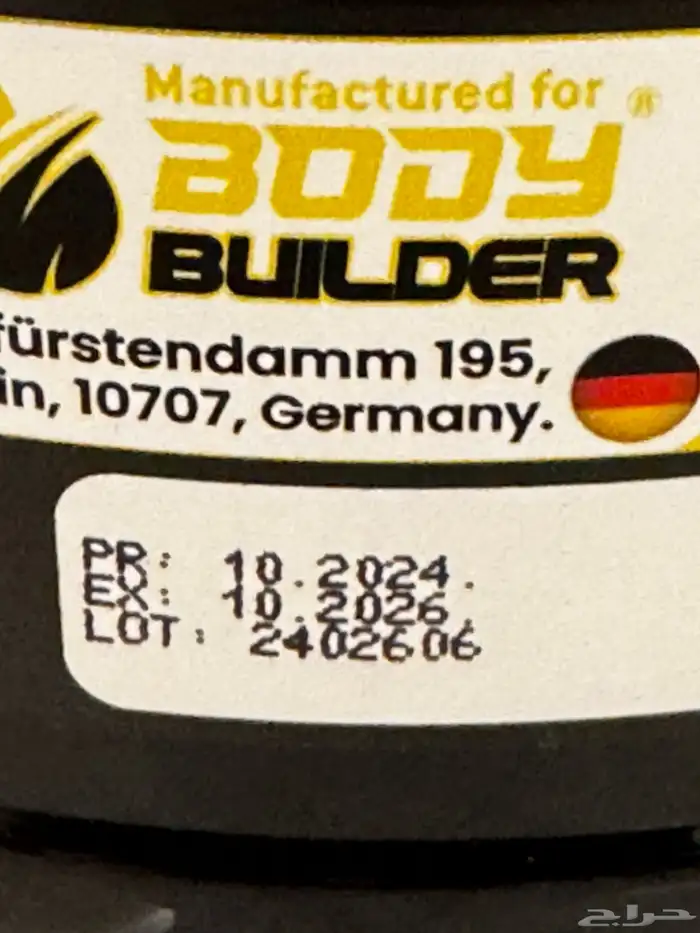 Manufactured for
BODY ®
BUILDER
fürstendamm 195,
in, 10707, Germany.
PR: 10.2024.
EX: 10.2026.
LOT: 2402606
حراج